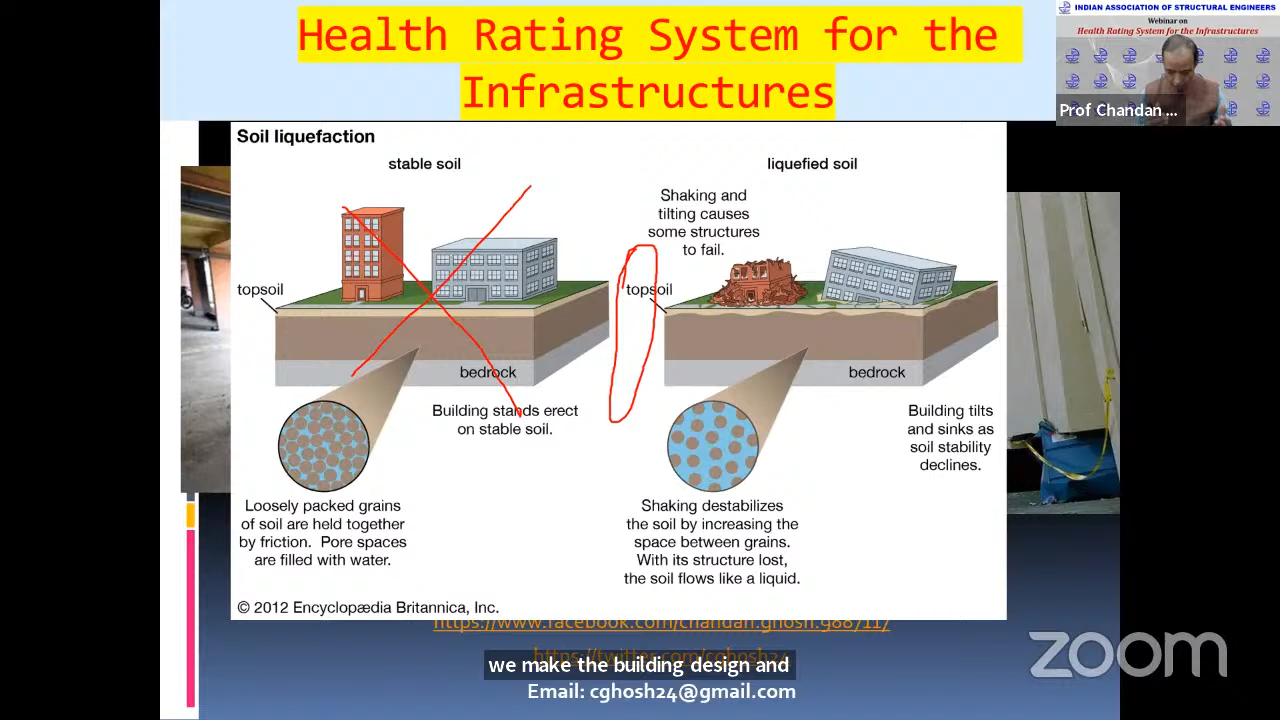 Health Rating System for the
Infrastructures
INDIAN ASSOCIATION OF STRUCTURAL ENGINEERS
Webinar on
Health Rating System for the Infrastructures
Prof Chandan ...
Soil liquefaction
stable soil
liquefied soil
Shaking and
tilting causes
some structures
to fail.
topsoil
topsoil
bedrock
bedrock
Building stands erect
on stable soil.
Building tilts
and sinks as
soil stability
declines.
Loosely packed grains
of soil are held together
by friction. Pore spaces
are filled with water.
Shaking destabilizes
the soil by increasing the
space between grains.
With its structure lost,
the soil flows like a liquid.
© 2012 Encyclopædia Britannica, Inc.
https://www.facebook.com/chandan.ghosh.988711/
https://twitter.com/cghosh24
we make the building design and
Email: cghosh24@gmail.com
zoom